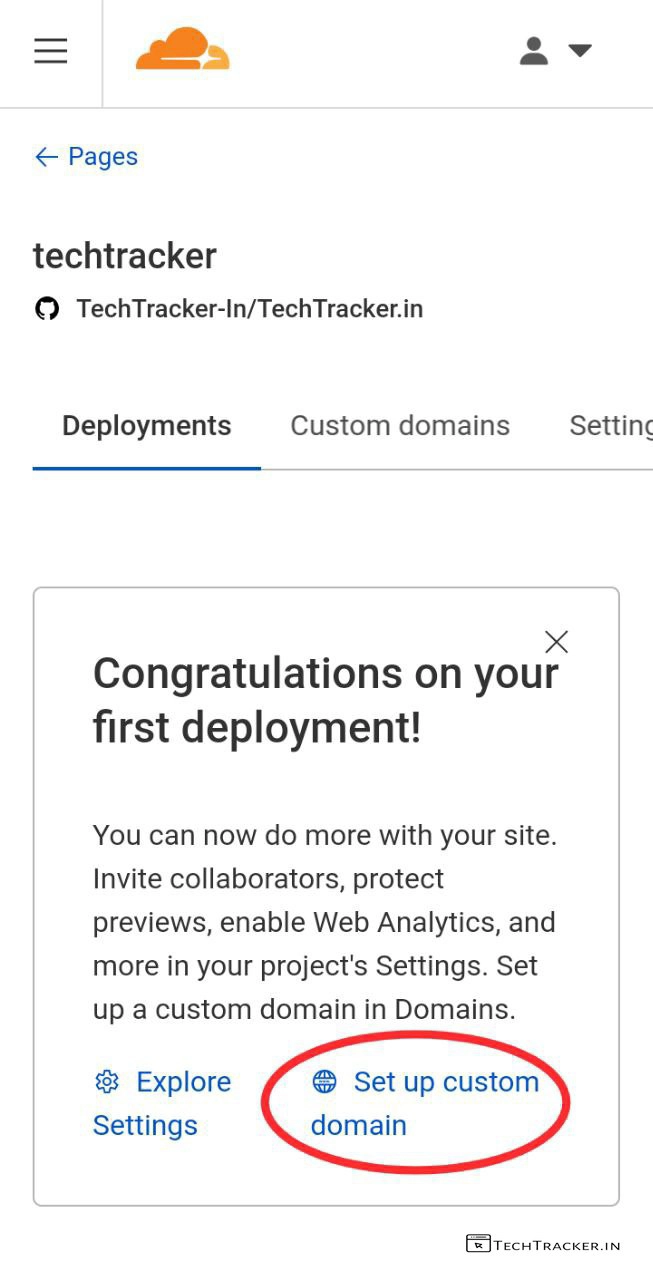 Pages
techtracker
TechTracker-In/TechTracker.in
Deployments Custom domains Setting
Congratulations on your
first deployment!
You can now do more with your site.
Invite collaborators, protect
previews, enable Web Analytics, and
more in your project's Settings. Set
up a custom domain in Domains.
Explore
Settings
Set up custom
domain
TECHTRACKER.IN